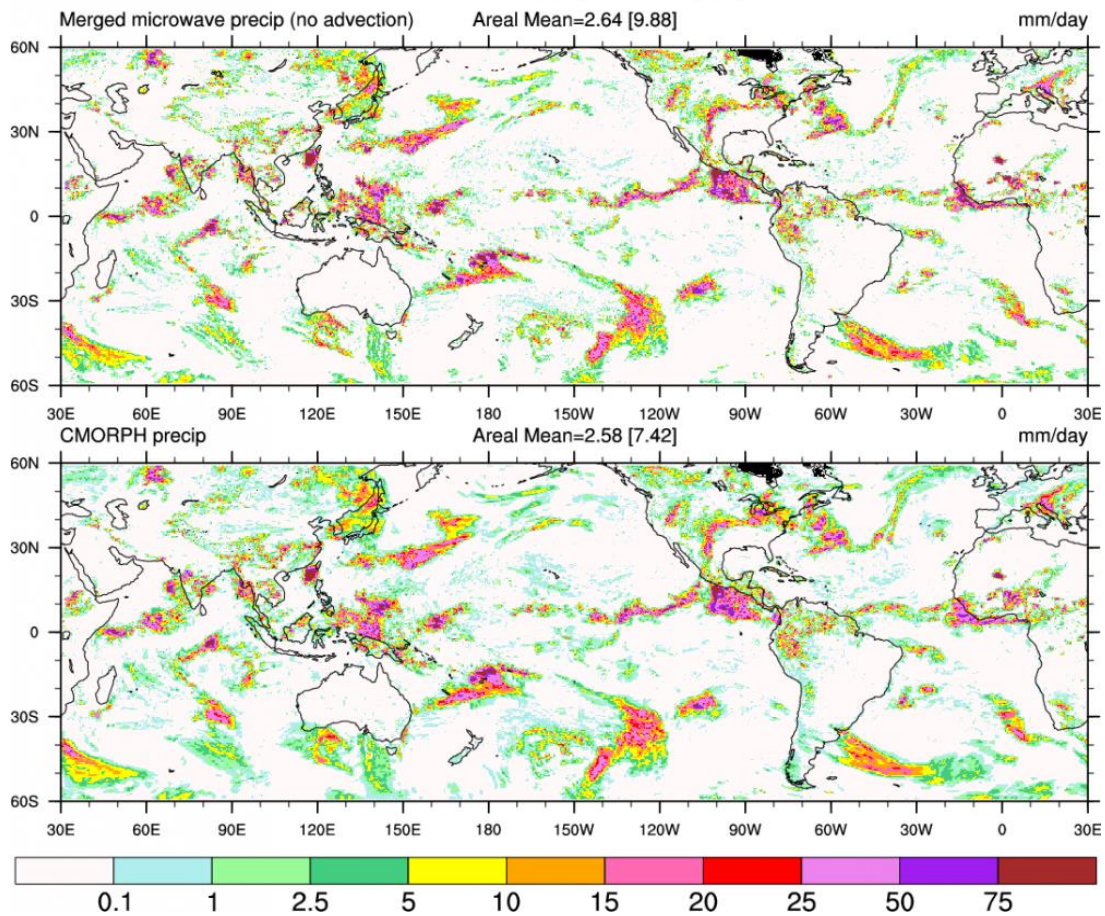 Merged microwave precip (no advection) Areal Mean=2.64 [9.88] mm/day
60N
30N
0
30S
60S
30E 60E 90E 120E 150E 180 150W 120W 90W 60W 30W 0 30E
CMORPH precip Areal Mean=2.58 [7.42] mm/day
60N
30N
0
30S
60S
30E 60E 90E 120E 150E 180 150W 120W 90W 60W 30W 0 30E
0.1 1 2.5 5 10 15 20 25 50 75